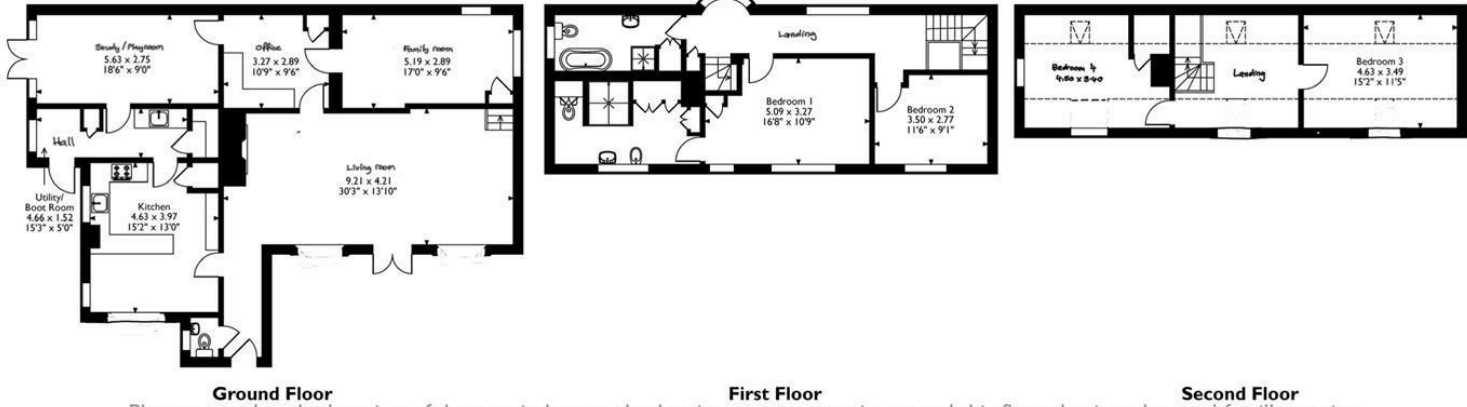 Study / Playroom
5.63 x 2.75
18'6" x 9'0"
Office
3.27 x 2.89
10'9" x 9'6"
Family room
5.19 x 2.89
17'0" x 9'6"
Hall
Living room
9.21 x 4.21
30'3" x 13'10"
Utility/
Boot Room
4.66 x 1.52
15'3" x 5'0"
Kitchen
4.63 x 3.97
15'2" x 13'0"
Ground Floor
Landing
Bedroom 1
5.09 x 3.27
16'8" x 10'9"
Bedroom 2
3.50 x 2.77
11'6" x 9'1"
First Floor
Bedroom 4
4.50 x 3.40
Landing
Bedroom 3
4.63 x 3.49
15'2" x 11'5"
Second Floor